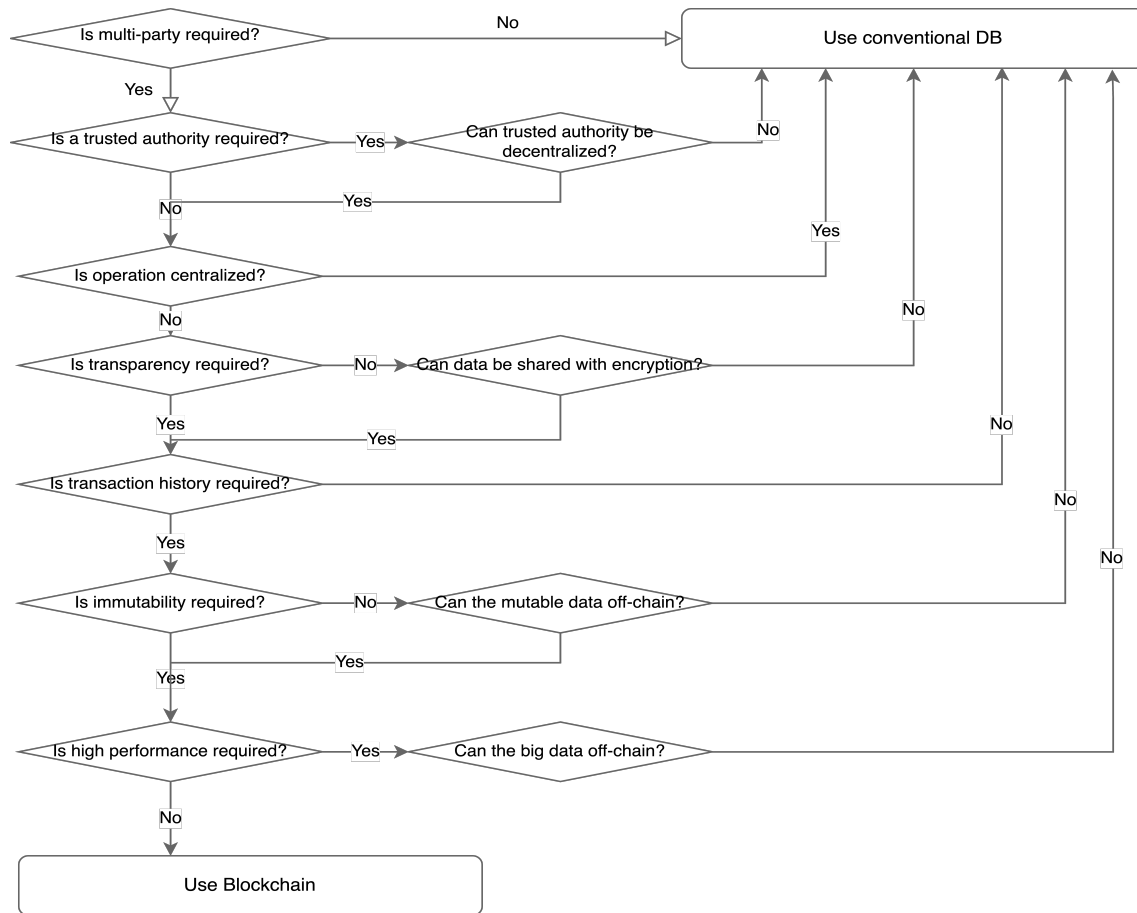 Is multi-party required?
No
Use conventional DB
Yes
Is a trusted authority required?
Yes
Can trusted authority be
decentralized?
No
Yes
No
Yes
Is operation centralized?
No
No
Is transparency required?
No
Can data be shared with encryption?
Yes
Yes
No
Is transaction history required?
No
Yes
No
Is immutability required?
No
Can the mutable data off-chain?
Yes
Yes
Is high performance required?
Yes
Can the big data off-chain?
No
Use Blockchain